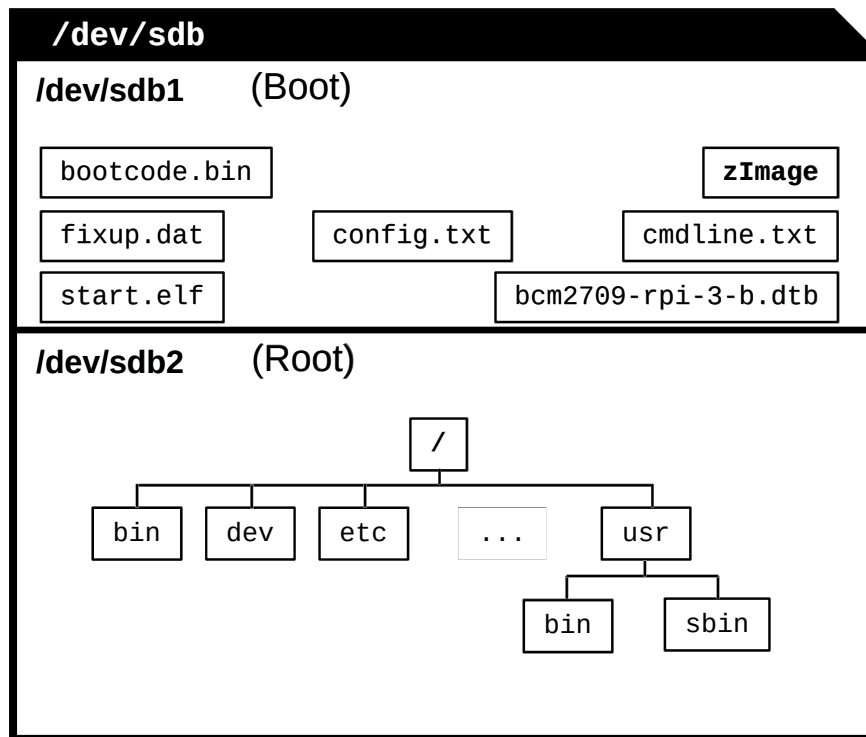 /dev/sdb
/dev/sdb1 (Boot)
bootcode.bin zImage
fixup.dat config.txt cmdline.txt
start.elf bcm2709-rpi-3-b.dtb
/dev/sdb2 (Root)
/
bin dev etc ... usr
bin sbin